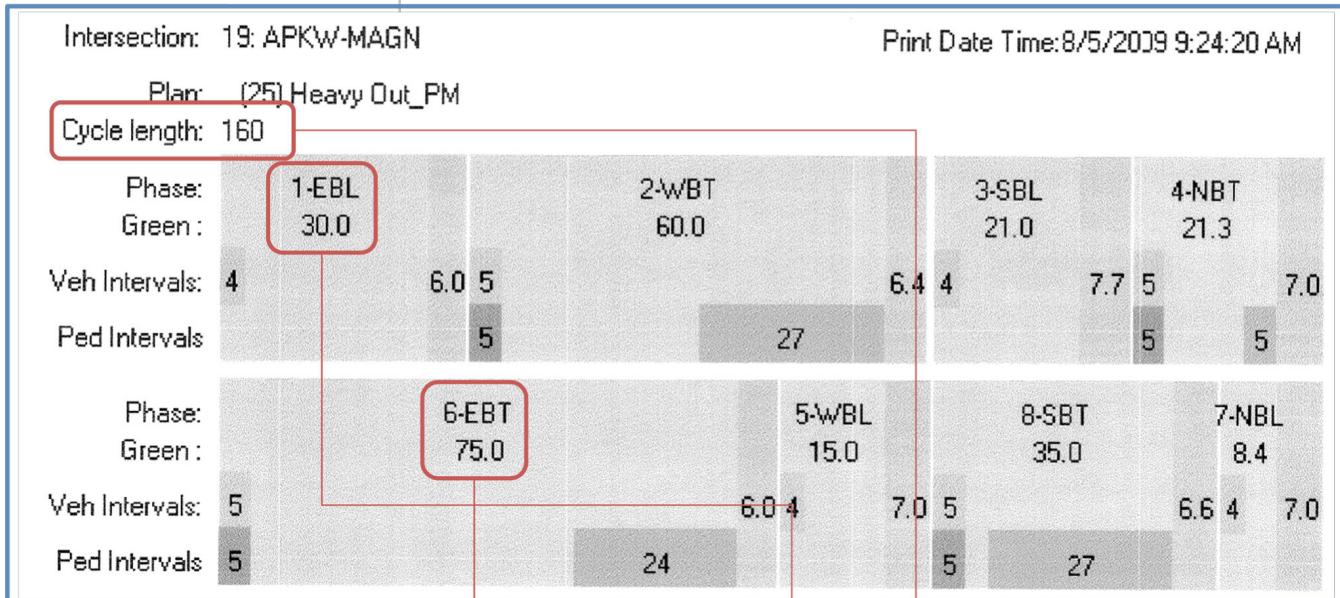 Intersection: 19: APKW-MAGN Print Date Time:8/5/2009 9:24:20 AM
Plan: (25) Heavy Out_PM
Cycle length: 160
Phase: 1-EBL 2-WBT 3-SBL 4-NBT
Green : 30.0 60.0 21.0 21.3
Veh Intervals: 4 6.0 5 6.4 4 7.7 5 7.0
Ped Intervals 5 27 5 5
Phase: 6-EBT 5-WBL 8-SBT 7-NBL
Green : 75.0 15.0 35.0 8.4
Veh Intervals: 5 6.0 4 7.0 5 6.6 4 7.0
Ped Intervals 5 24 5 27